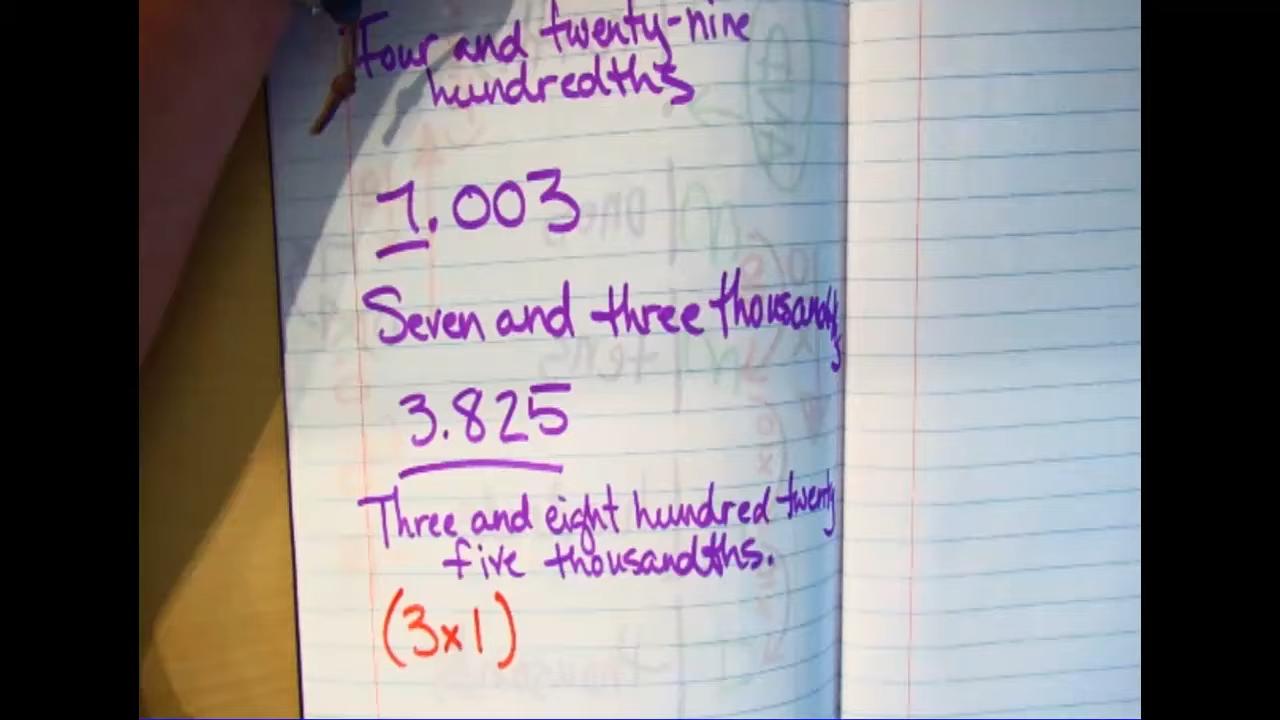 Four and twenty-nine
hundredths
7.003
Seven and three thousandths
3.825
Three and eight hundred twenty
five thousandths.
(3x1)